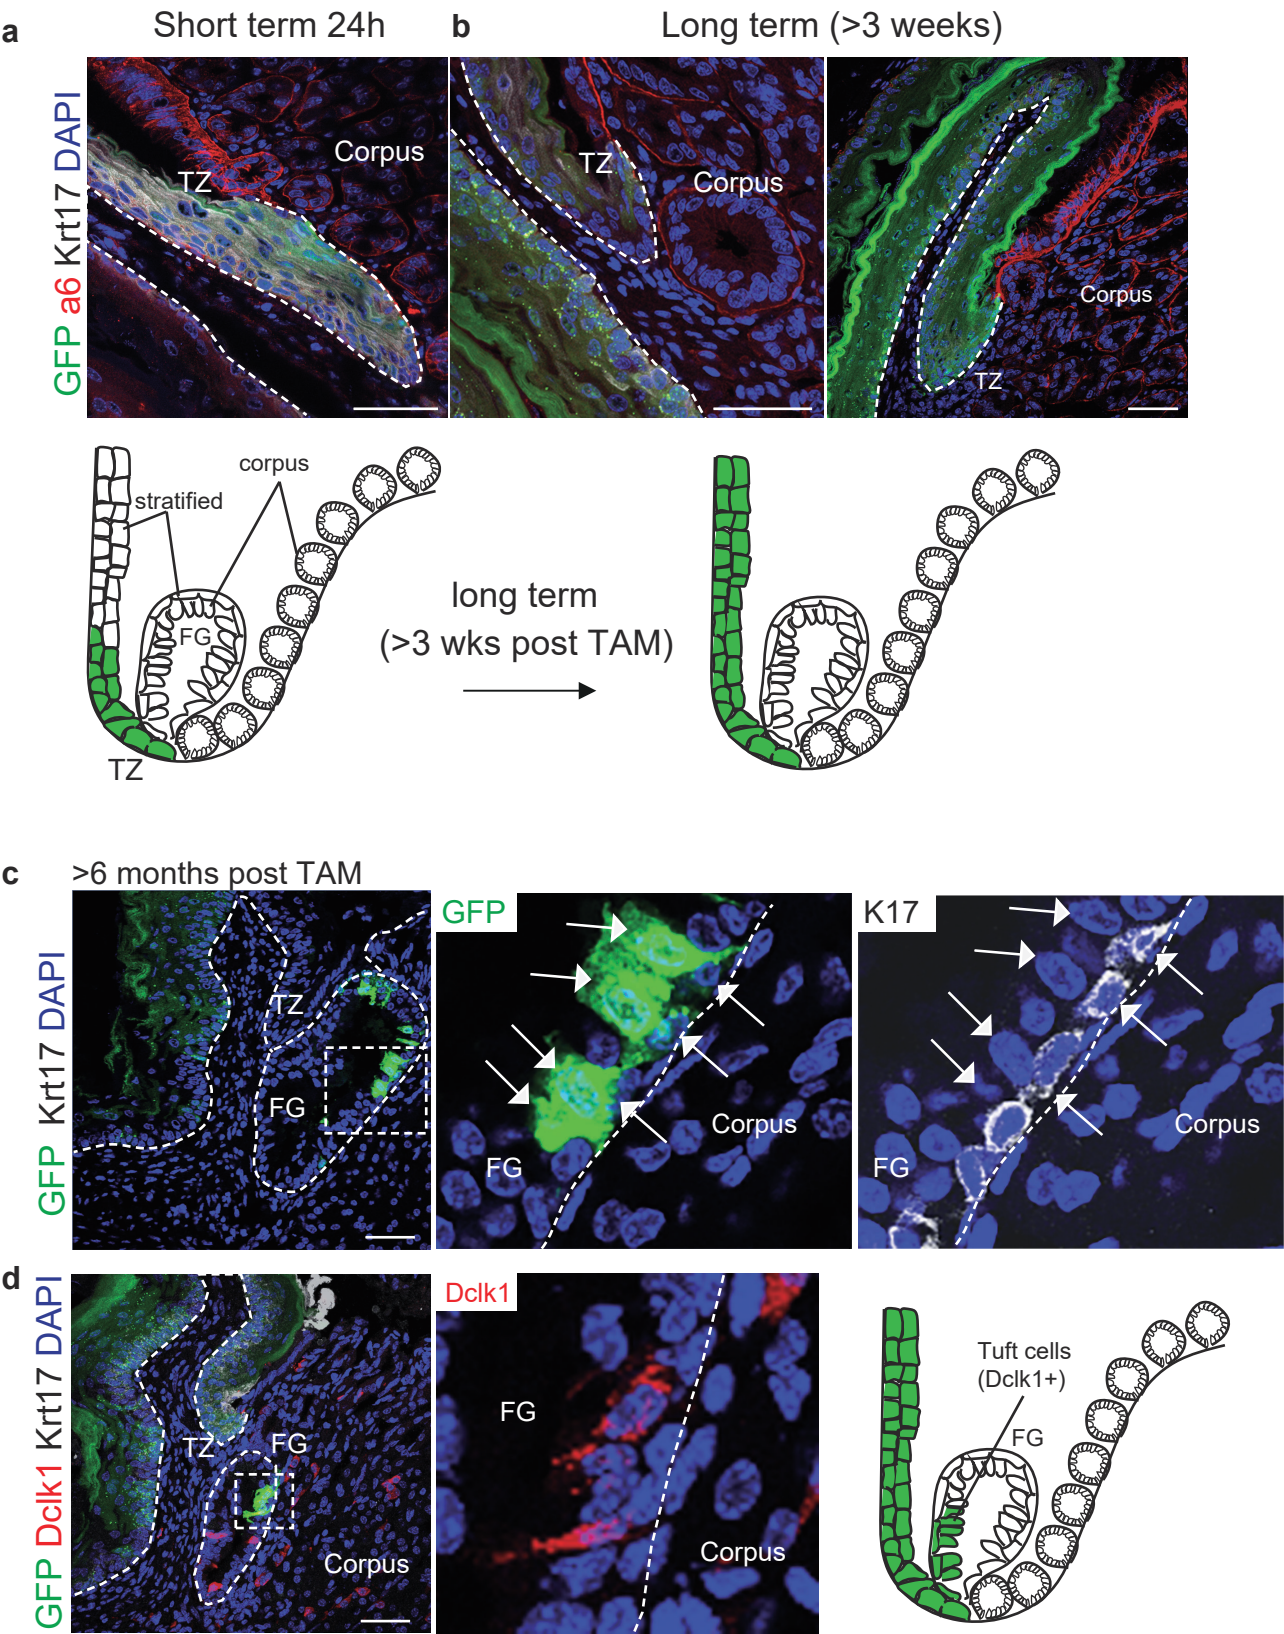 a
Short term 24h
b
Long term (>3 weeks)
GFP a6 Krt17 DAPI
TZ
Corpus
TZ
Corpus
TZ
Corpus
corpus
stratified
FG
TZ
long term
(>3 wks post TAM)
c
>6 months post TAM
GFP Krt17 DAPI
TZ
FG
GFP
FG
Corpus
K17
FG
Corpus
d
GFP Dclk1 Krt17 DAPI
TZ
FG
Corpus
Dclk1
FG
Corpus
Tuft cells
(Dclk1+)
FG